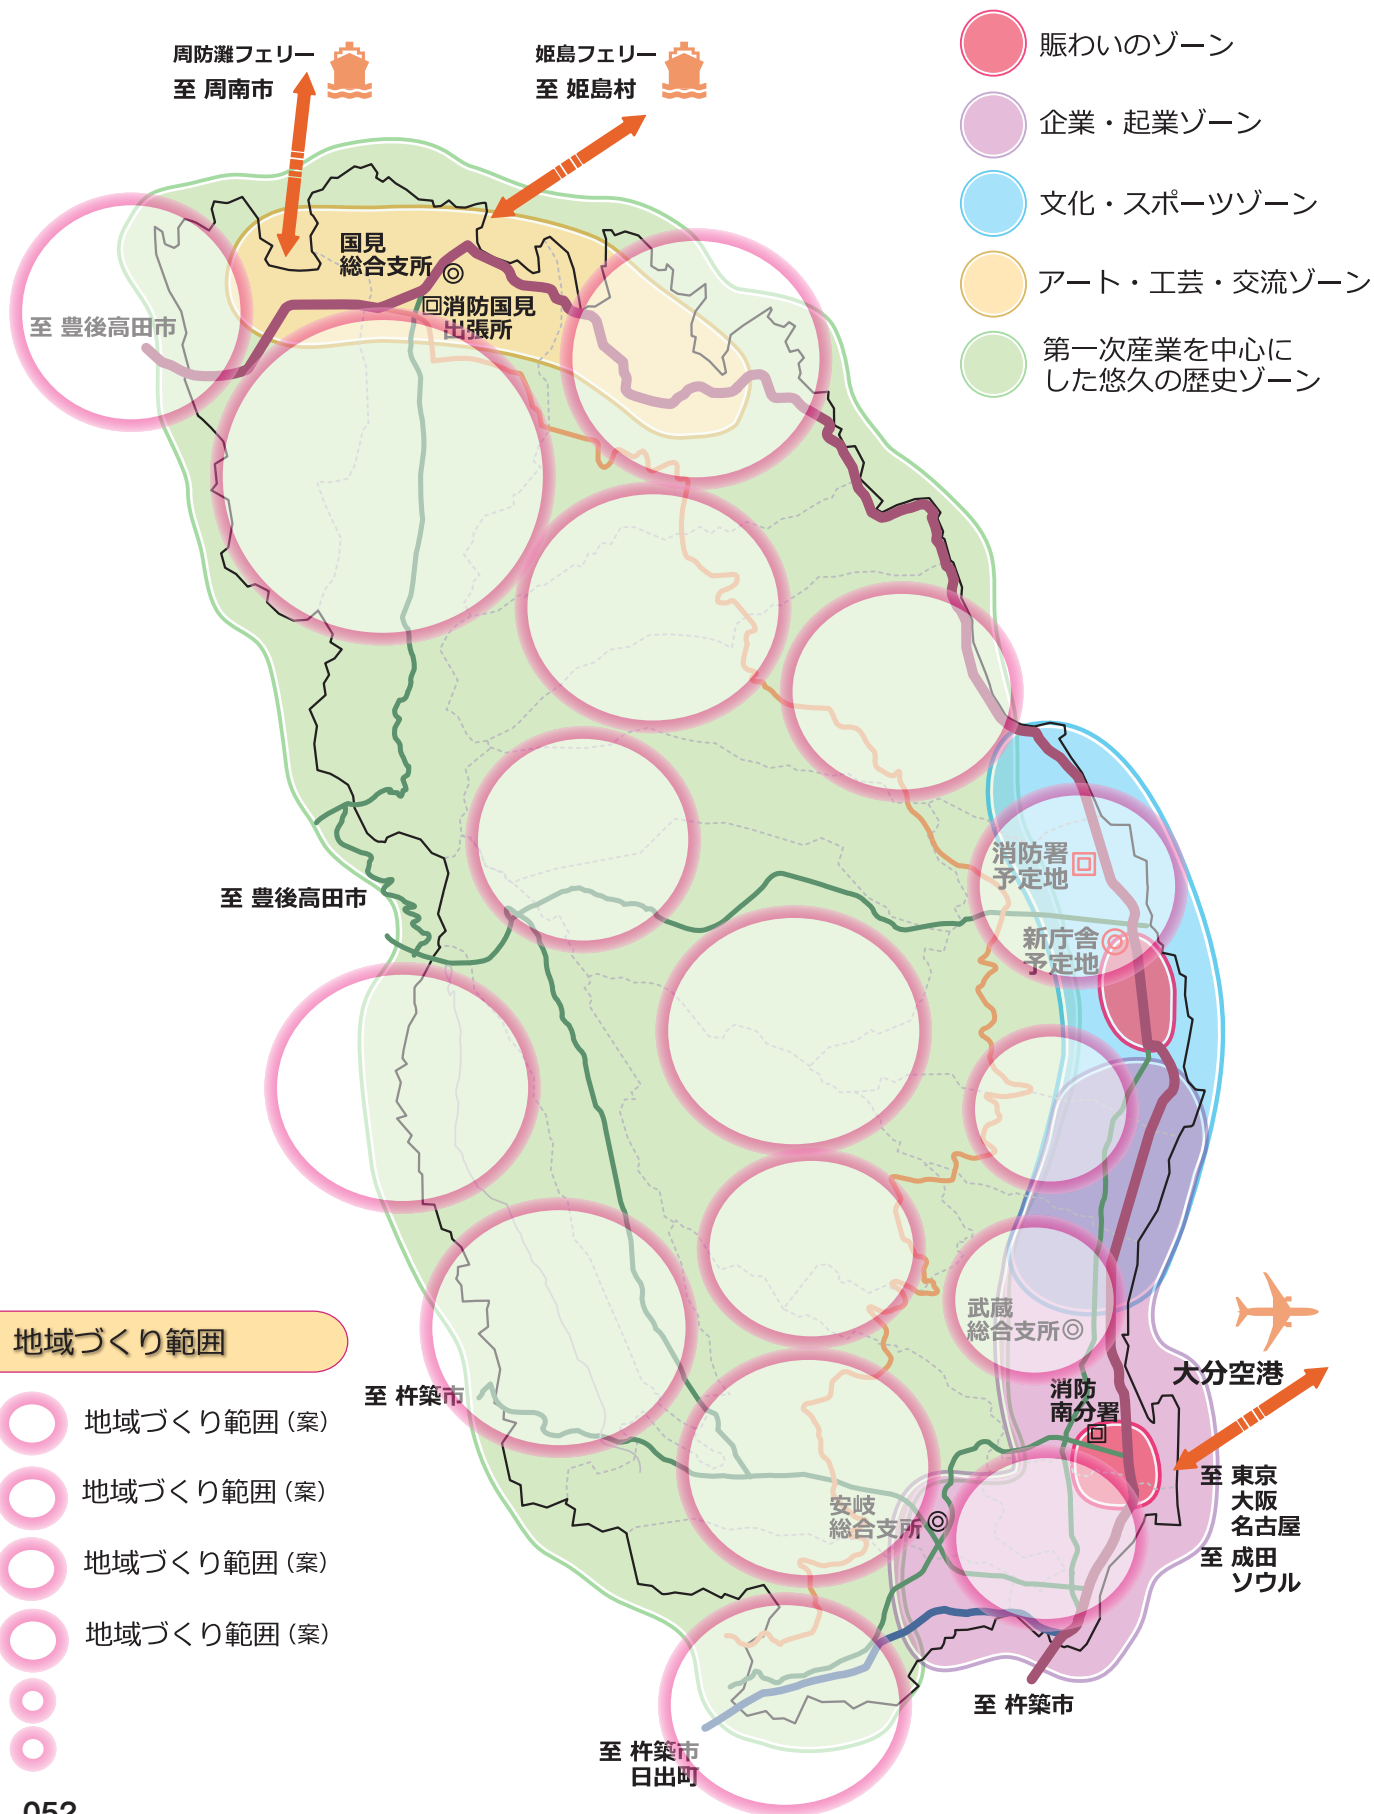 周防灘フェリー
至 周南市
姫島フェリー
至 姫島村
賑わいのゾーン
企業・起業ゾーン
文化・スポーツゾーン
アート・工芸・交流ゾーン
第一次産業を中心に
した悠久の歴史ゾーン
国見
総合支所
消防国見
出張所
至 豊後高田市
消防署
予定地
新庁舎
予定地
至 豊後高田市
武蔵
総合支所
大分空港
消防
南分署
至 杵築市
至 東京
大阪
名古屋
至 成田
ソウル
安岐
総合支所
至 杵築市
至 杵築市
日出町
地域づくり範囲
地域づくり範囲（案）
地域づくり範囲（案）
地域づくり範囲（案）
地域づくり範囲（案）
052